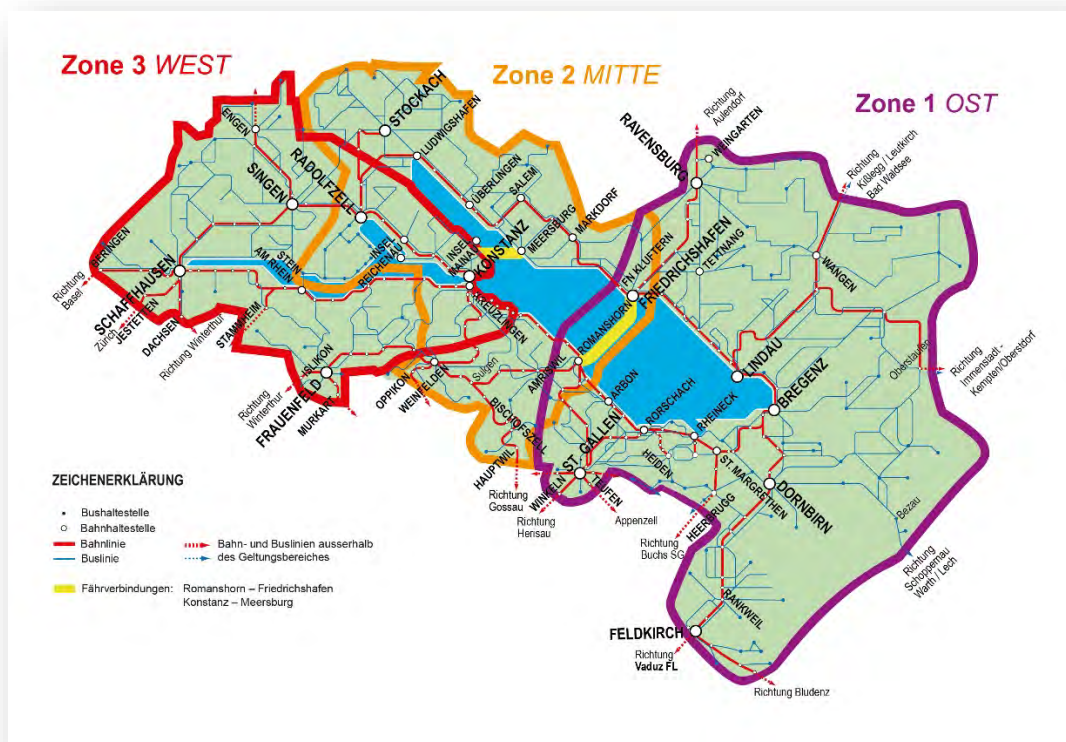 Zone 3 WEST
Zone 2 MITTE
Zone 1 OST
ENGEN
STOCKACH
LUDWIGSHAFEN
RADOLFZELL
SINGEN
ÜBERLINGEN
SALEM
MARKDORF
MEERSBURG
INSEL
MAINAU
KONSTANZ
INSEL
REICHENAU
STEIN
AM RHEIN
BERINGEN
Richtung
Basel
SCHAFFHAUSEN
JESTETTEN
Zürich
DACHSEN
Richtung Winterthur
STAMMHEIM
KREUZLINGEN
ISLIKON
Richtung
Winterthur
FRAUENFELD
MURKART
OPPIKON
WEINFELDEN
Sulgen
BISCHOFSZELL
HAUPTWIL
Richtung
Gossau
Richtung
Aulendorf
RAVENSBURG
WEINGARTEN
Richtung
Kißlegg / Leutkirch
Bad Waldsee
FN KLUFTERN
FRIEDRICHSHAFEN
TETTNANG
WANGEN
ROMANSHORN
AMRISWIL
ARBON
RORSCHACH
RHEINECK
LINDAU
BREGENZ
Oberstaufen
Richtung
Immenstadt -
Kempten/Oberstdorf
ST. GALLEN
WINKELN
TEUFEN
Richtung
Herisau
Appenzell
HEIDEN
ST. MARGRETHEN
HEERBRUGG
Richtung
Buchs SG
DORNBIRN
Bezau
Richtung
Schoppernau
Warth / Lech
RANKWEIL
FELDKIRCH
Richtung
Vaduz FL
Richtung Bludenz
ZEICHENERKLÄRUNG
Bushaltestelle
Bahnhaltestelle
Bahnlinie
Buslinie
Bahn- und Buslinien ausserhalb
des Geltungsbereiches
Fährverbindungen: Romanshorn – Friedrichshafen
Konstanz – Meersburg